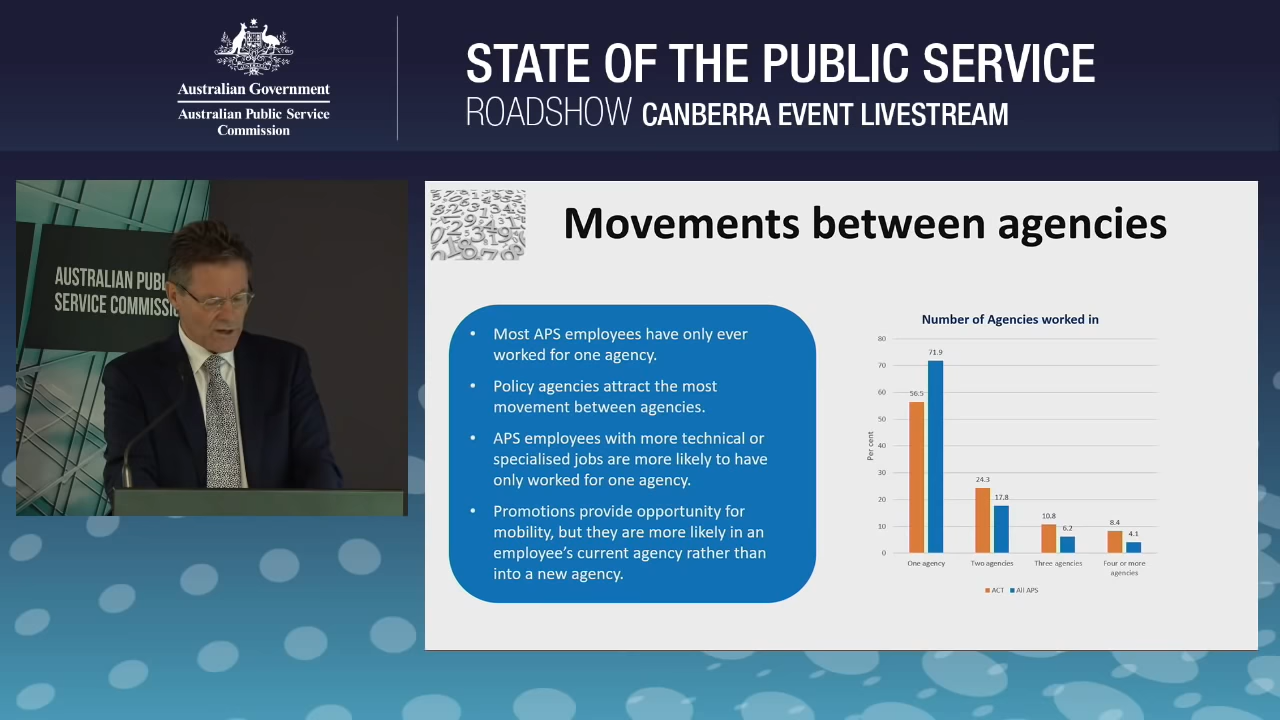 Australian Government
Australian Public Service
Commission
STATE OF THE PUBLIC SERVICE
ROADSHOW CANBERRA EVENT LIVESTREAM
AUSTRALIAN PUBL
SERVICE COMMISSI
Movements between agencies
• Most APS employees have only ever
worked for one agency.
• Policy agencies attract the most
movement between agencies.
• APS employees with more technical or
specialised jobs are more likely to have
only worked for one agency.
• Promotions provide opportunity for
mobility, but they are more likely in an
employee's current agency rather than
into a new agency.
Number of Agencies worked in
Per cent
80
70
60
50
40
30
20
10
0
56.5
71.9
24.3
17.8
10.8
6.2
8.4
4.1
One agency
Two agencies
Three agencies
Four or more
agencies
ACT
All APS